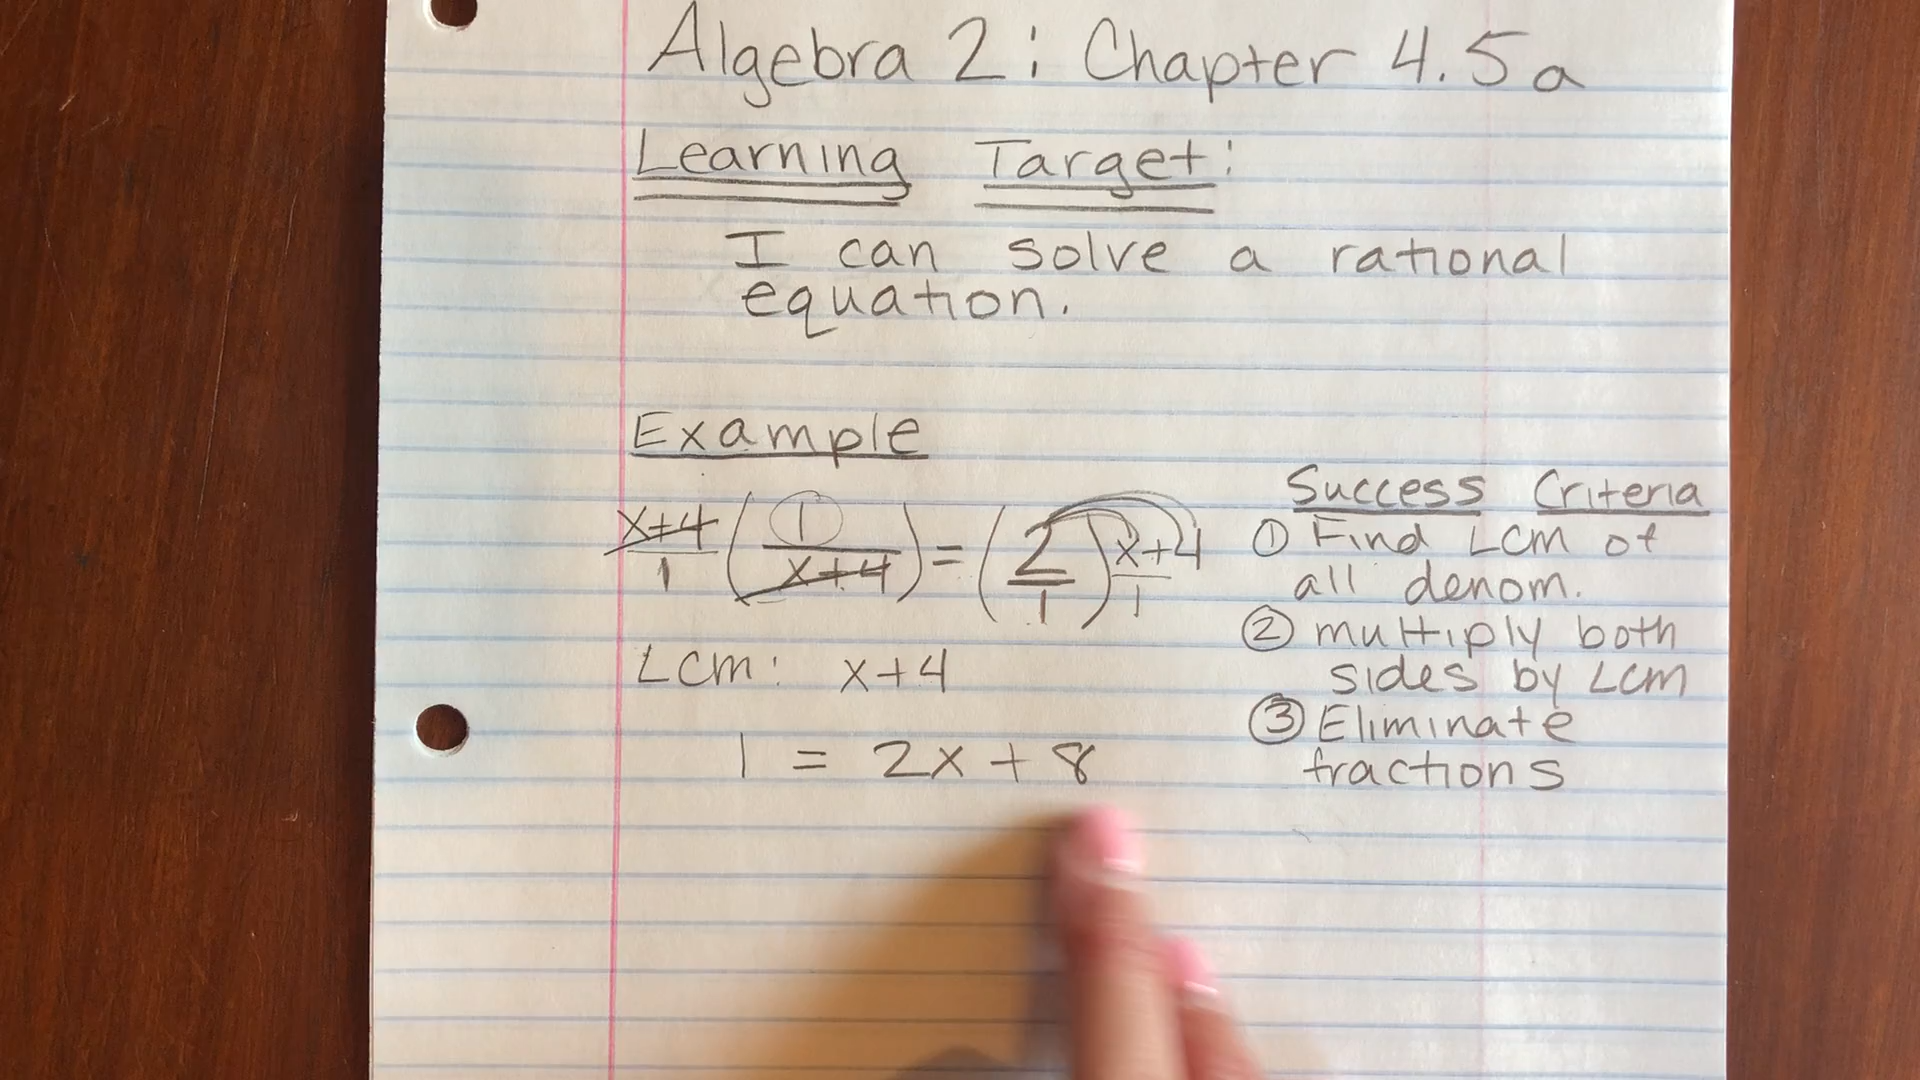 Algebra 2: Chapter 4.5a
Learning Target:
I can solve a rational
equation.
Example
x+4/1 (1/x+4) = (2/1) x+4/1
LCM: x+4
1 = 2x + 8
Success Criteria
① Find LCM of
all denom.
② multiply both
sides by LCM
③ Eliminate
fractions